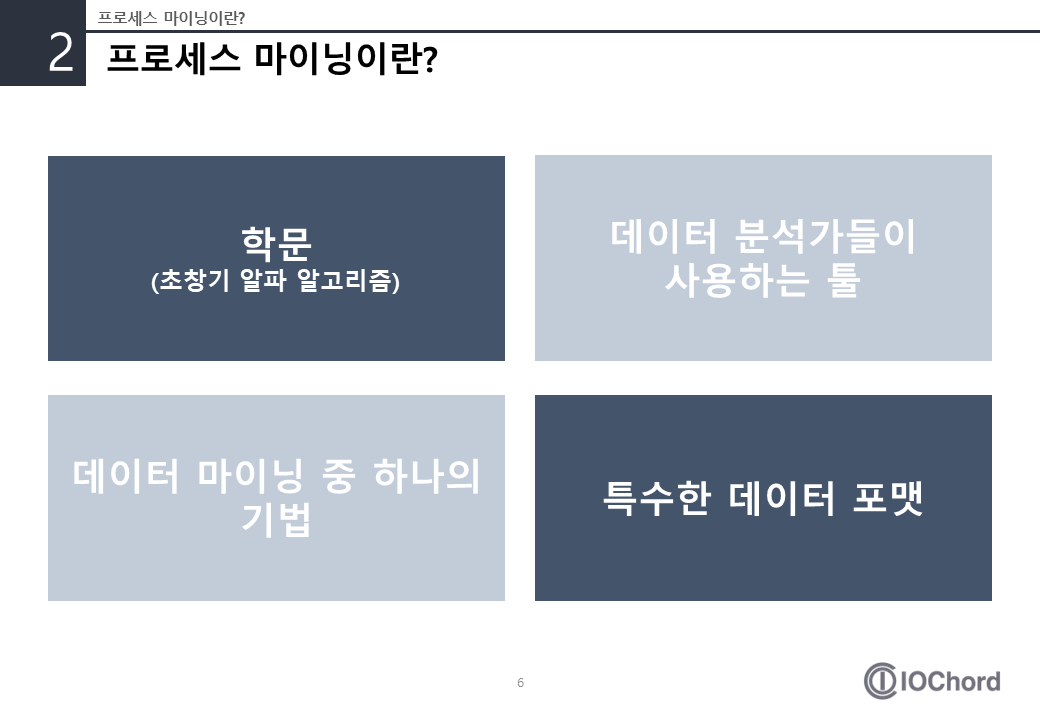 프로세스 마이닝이란?
2
프로세스 마이닝이란?
학문
(초창기 알파 알고리즘)
데이터 분석가들이
사용하는 툴
데이터 마이닝 중 하나의
기법
특수한 데이터 포맷
6
IOChord